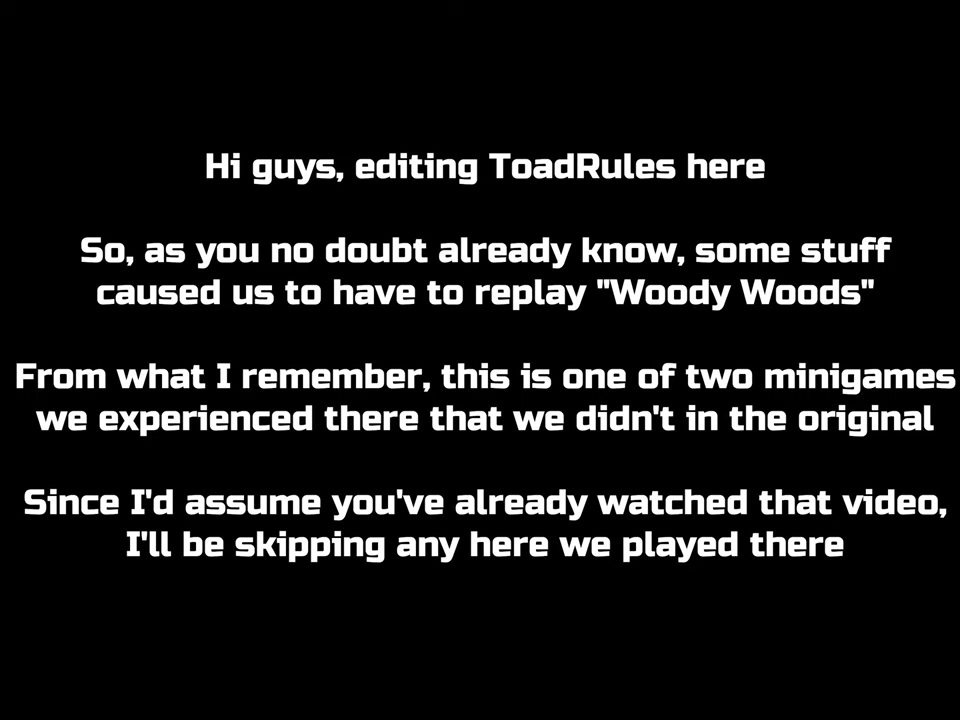 Hi guys, editing ToadRules here
So, as you no doubt already know, some stuff
caused us to have to replay "Woody Woods"
From what I remember, this is one of two minigames
we experienced there that we didn't in the original
Since I'd assume you've already watched that video,
I'll be skipping any here we played there